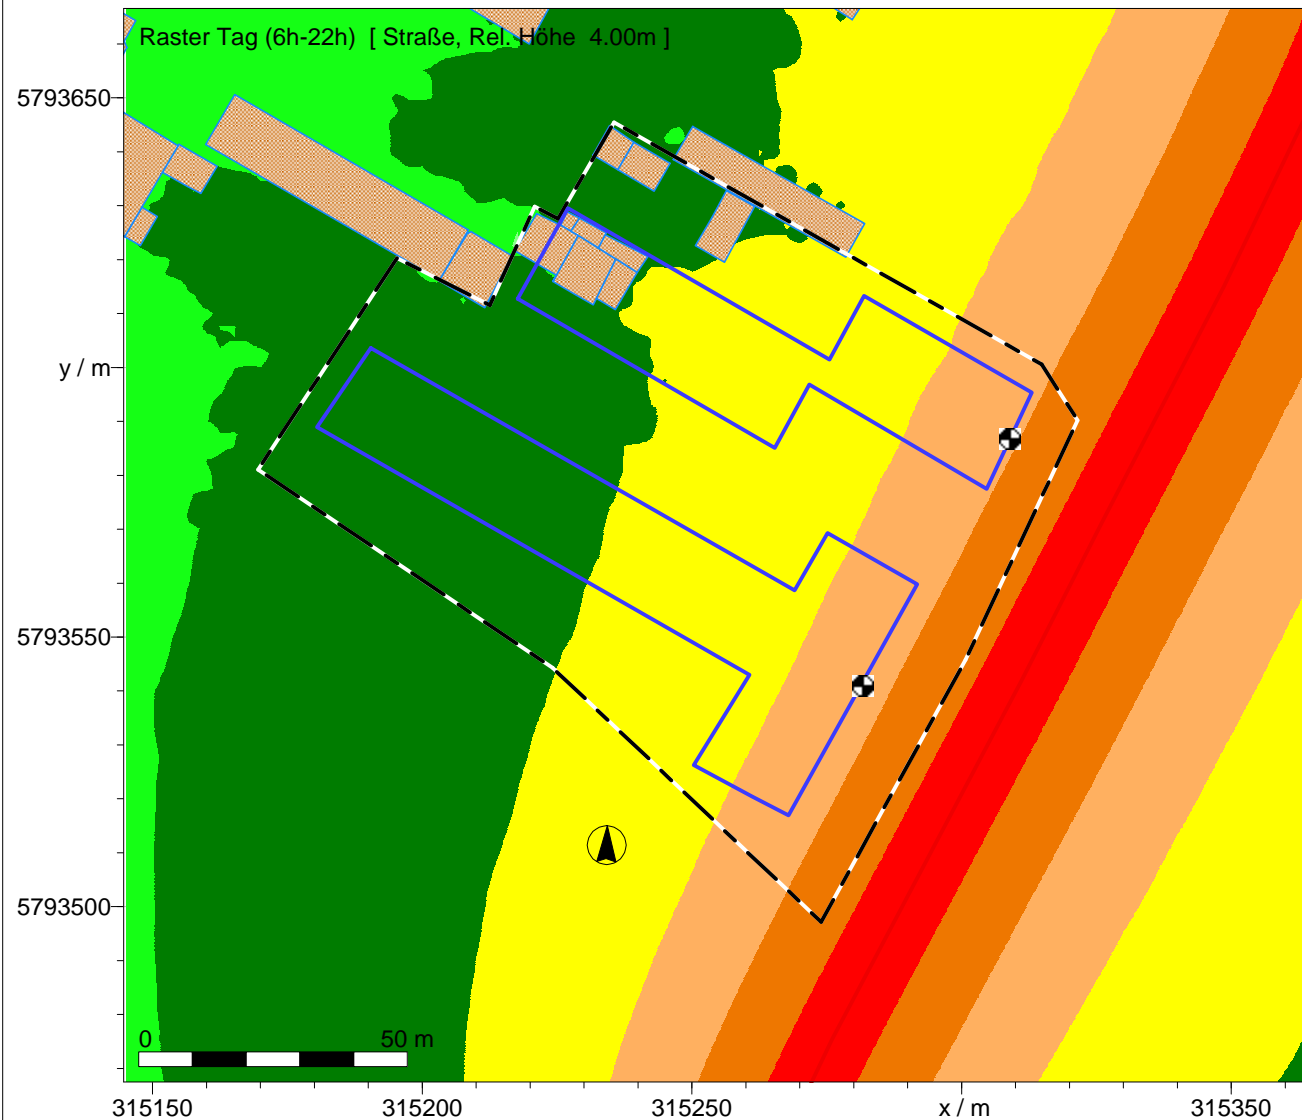 Raster Tag (6h-22h) [ Straße, Rel. Höhe 4.00m ]
5793650
y / m
5793550
5793500
0 50 m
315150 315200 315250 x / m 315350